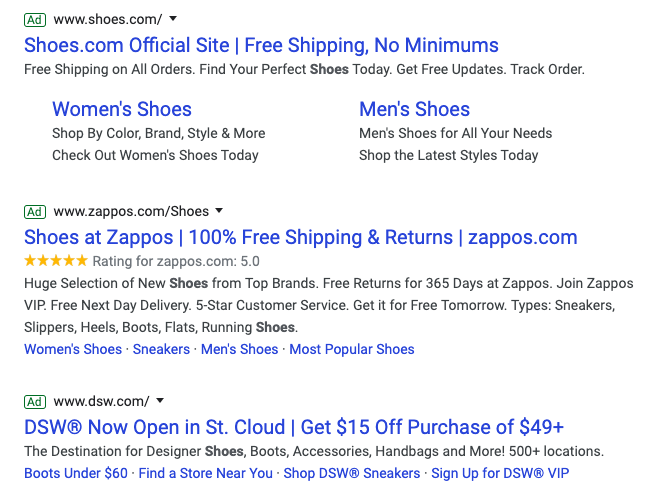 Ad www.shoes.com/
Shoes.com Official Site | Free Shipping, No Minimums
Free Shipping on All Orders. Find Your Perfect Shoes Today. Get Free Updates. Track Order.
Women's Shoes
Shop By Color, Brand, Style & More
Check Out Women's Shoes Today
Men's Shoes
Men's Shoes for All Your Needs
Shop the Latest Styles Today
Ad www.zappos.com/Shoes
Shoes at Zappos | 100% Free Shipping & Returns | zappos.com
Rating for zappos.com: 5.0
Huge Selection of New Shoes from Top Brands. Free Returns for 365 Days at Zappos. Join Zappos
VIP. Free Next Day Delivery. 5-Star Customer Service. Get it for Free Tomorrow. Types: Sneakers,
Slippers, Heels, Boots, Flats, Running Shoes.
Women's Shoes · Sneakers · Men's Shoes · Most Popular Shoes
Ad www.dsw.com/
DSW® Now Open in St. Cloud | Get $15 Off Purchase of $49+
The Destination for Designer Shoes, Boots, Accessories, Handbags and More! 500+ locations.
Boots Under $60 · Find a Store Near You · Shop DSW® Sneakers · Sign Up for DSW® VIP